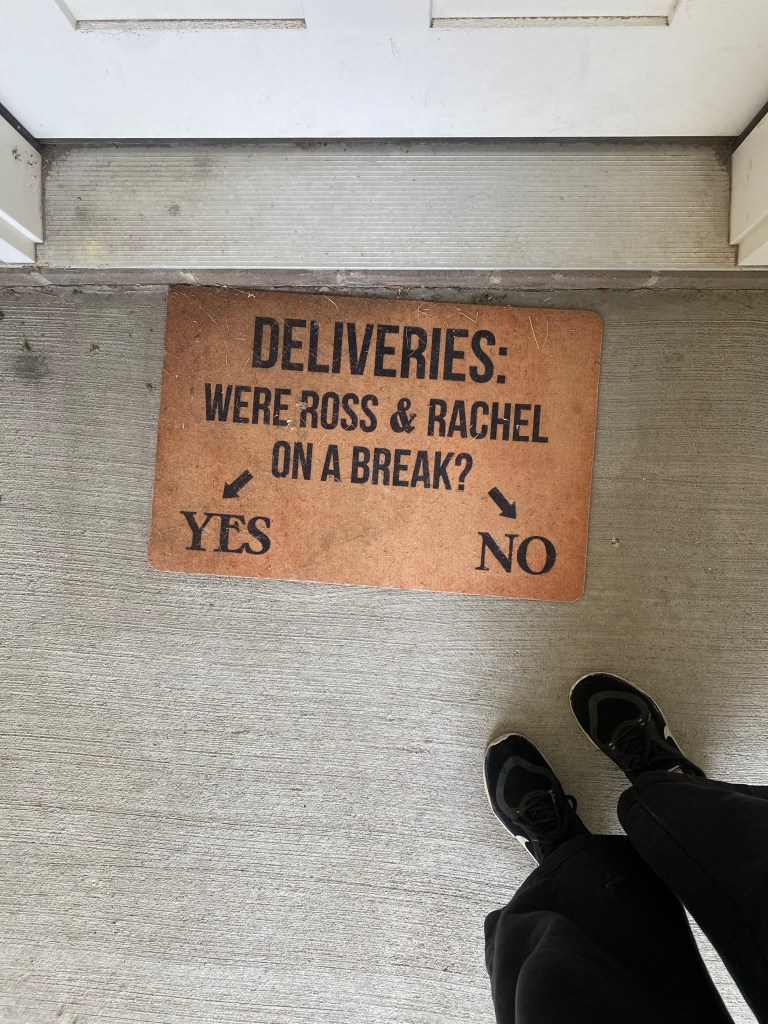 DELIVERIES:
WERE ROSS & RACHEL
ON A BREAK?
YES
NO